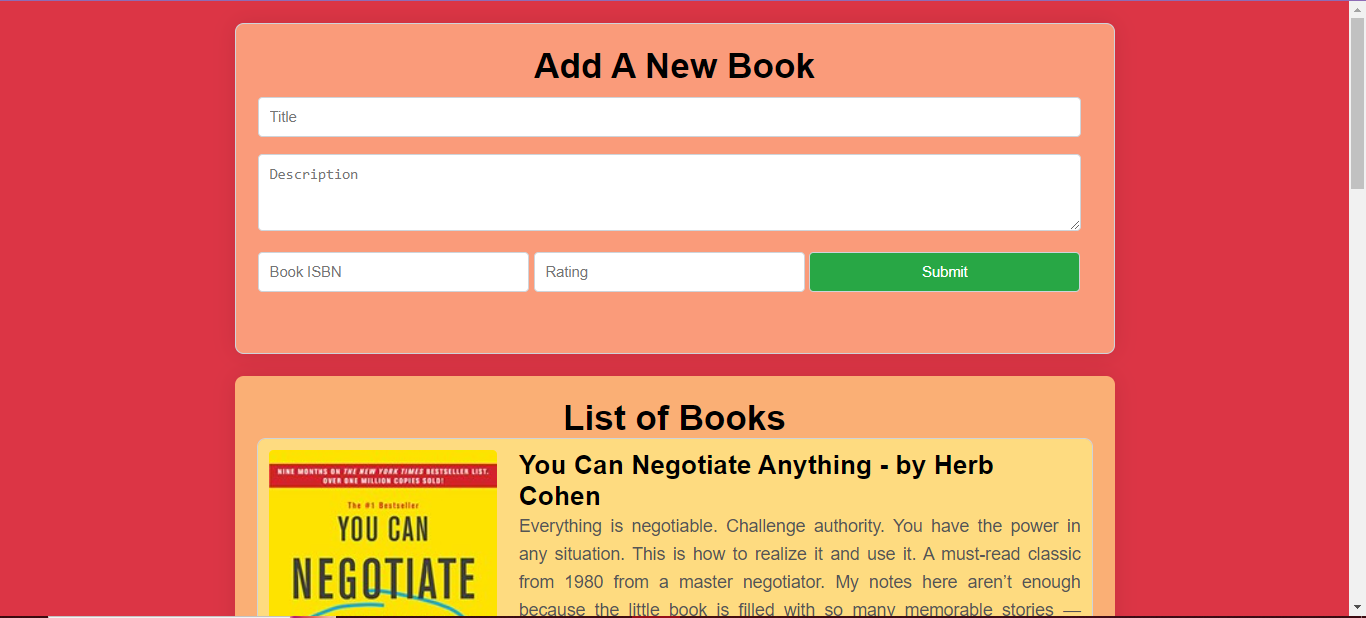 Add A New Book
Title
Description
Book ISBN
Rating
Submit
List of Books
NINE MONTHS ON THE NEW YORK TIMES BESTSELLER LIST.
OVER ONE MILLION COPIES SOLD!
The #1 Bestseller
YOU CAN
NEGOTIATE
You Can Negotiate Anything - by Herb
Cohen
Everything is negotiable. Challenge authority. You have the power in
any situation. This is how to realize it and use it. A must-read classic
from 1980 from a master negotiator. My notes here aren’t enough
because the little book is filled with so many memorable stories —